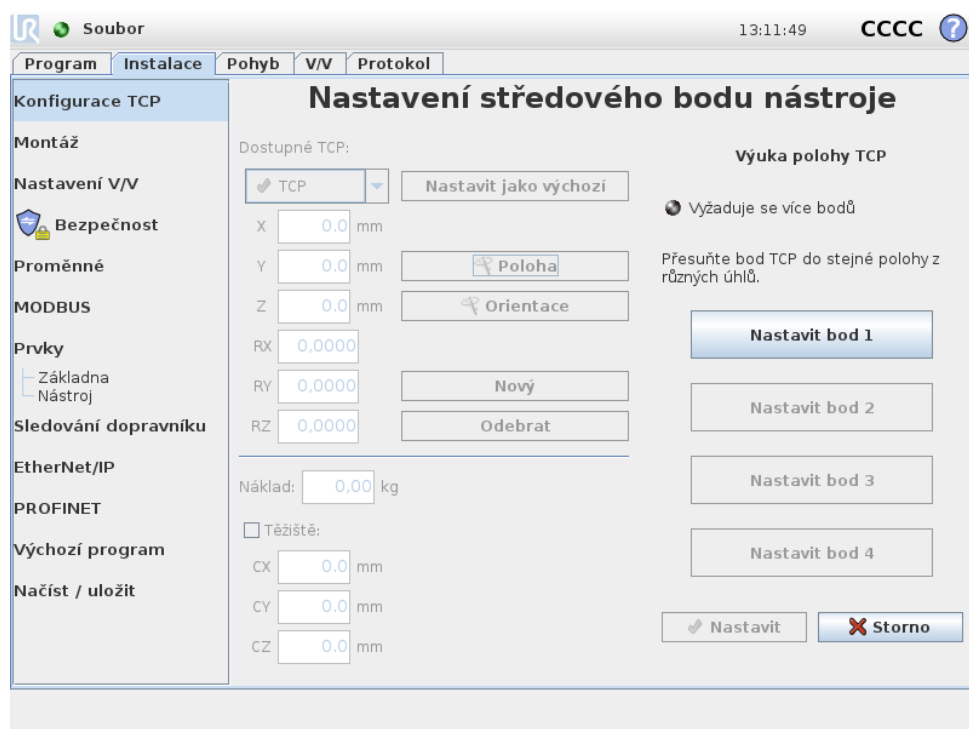 UR Soubor 13:11:49 CCCC ?
Program Instalace Pohyb V/V Protokol
Konfigurace TCP
Montáž
Nastavení V/V
Bezpečnost
Proměnné
MODBUS
Prvky
Základna
Nástroj
Sledování dopravníku
EtherNet/IP
PROFINET
Výchozí program
Načíst / uložit
Nastavení středového bodu nástroje
Dostupné TCP:
TCP Nastavit jako výchozí
X 0.0 mm
Y 0.0 mm Poloha
Z 0.0 mm Orientace
RX 0,0000
RY 0,0000 Nový
RZ 0,0000 Odebrat
Náklad: 0,00 kg
Těžiště:
CX 0.0 mm
CY 0.0 mm
CZ 0.0 mm
Výuka polohy TCP
Vyžaduje se více bodů
Přesuňte bod TCP do stejné polohy z
různých úhlů.
Nastavit bod 1
Nastavit bod 2
Nastavit bod 3
Nastavit bod 4
Nastavit Storno